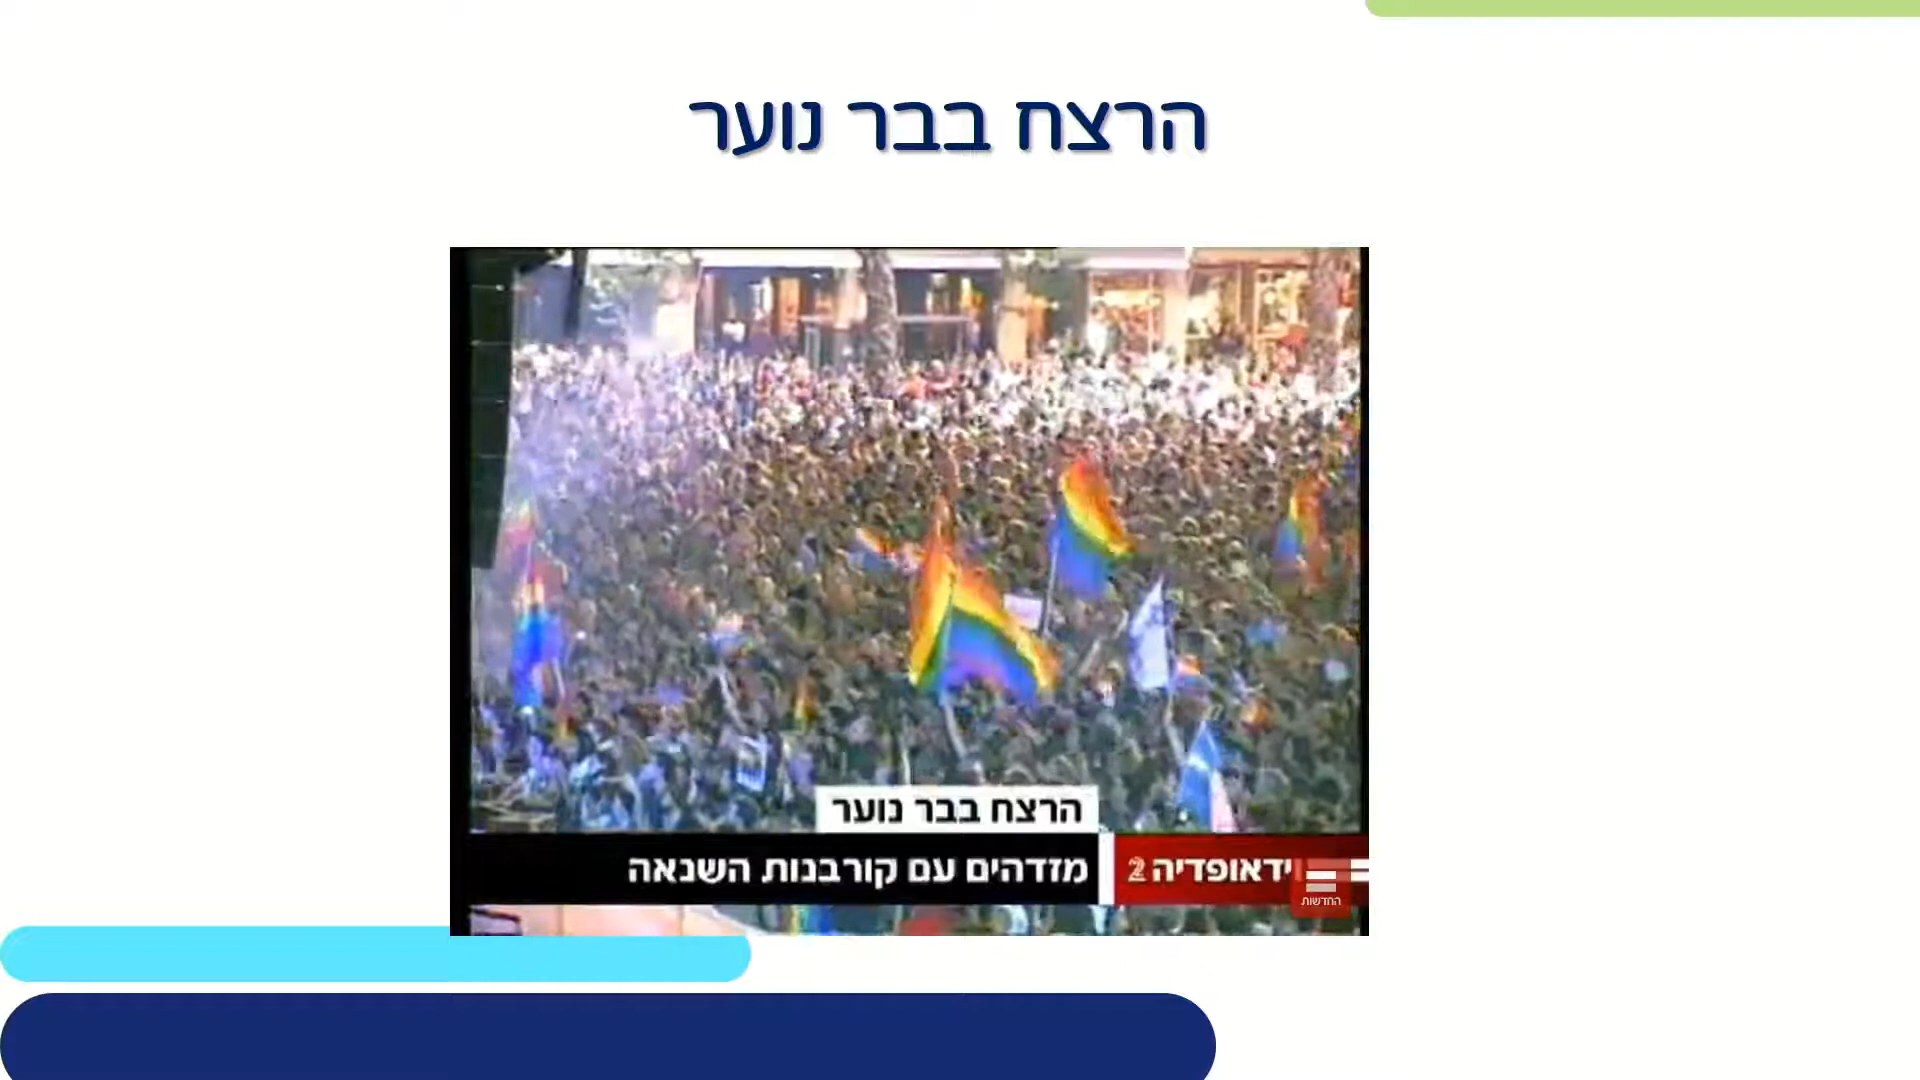 הרצח בבר נוער
הרצח בבר נוער
ידאופדיה 2
מזדהים עם קורבנות השנאה
החדשות